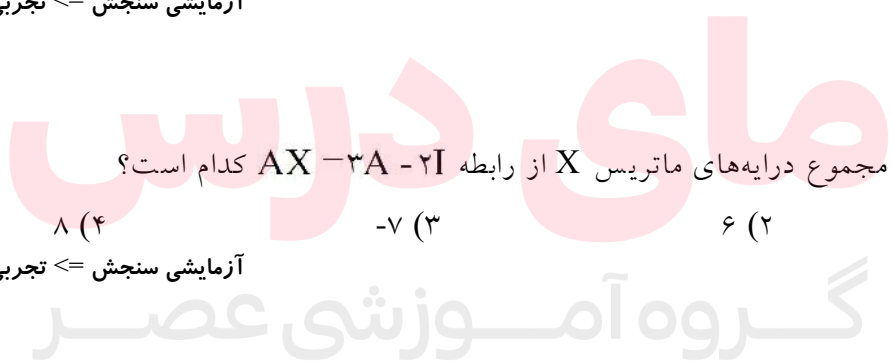 آزمایشی سنجش => تجربی
مای درس
مجموع درایه‌های ماتریس X از رابطه AX −۳A - ۲I کدام است؟
۲) ۶ ۳) ۷- ۴) ۸
آزمایشی سنجش => تجربی
گروه آموزشی عصر